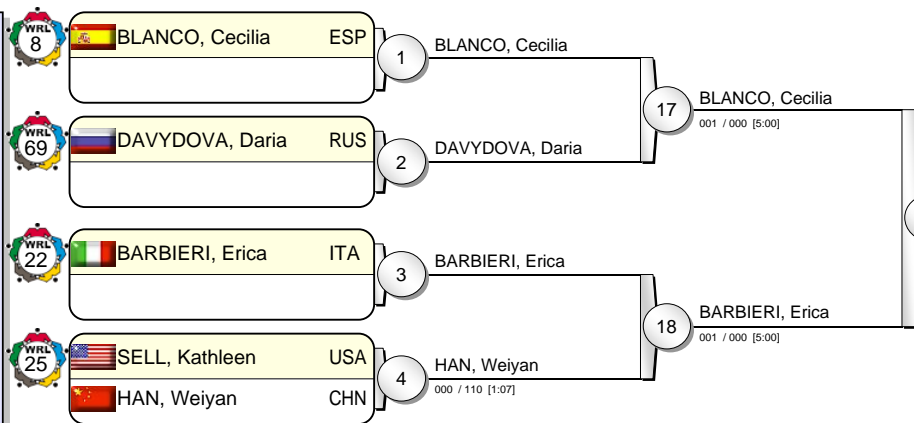 WRL
8
BLANCO, Cecilia ESP
1
BLANCO, Cecilia
WRL
69
DAVYDOVA, Daria RUS
2
DAVYDOVA, Daria
17
BLANCO, Cecilia
001 / 000 [5:00]
WRL
22
BARBIERI, Erica ITA
3
BARBIERI, Erica
WRL
25
SELL, Kathleen USA
HAN, Weiyan CHN
4
HAN, Weiyan
000 / 110 [1:07]
18
BARBIERI, Erica
001 / 000 [5:00]